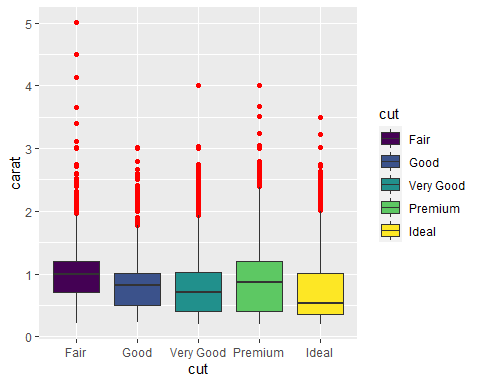 5
4
3
2
1
0
carat
Fair Good Very Good Premium Ideal
cut
cut
Fair
Good
Very Good
Premium
Ideal